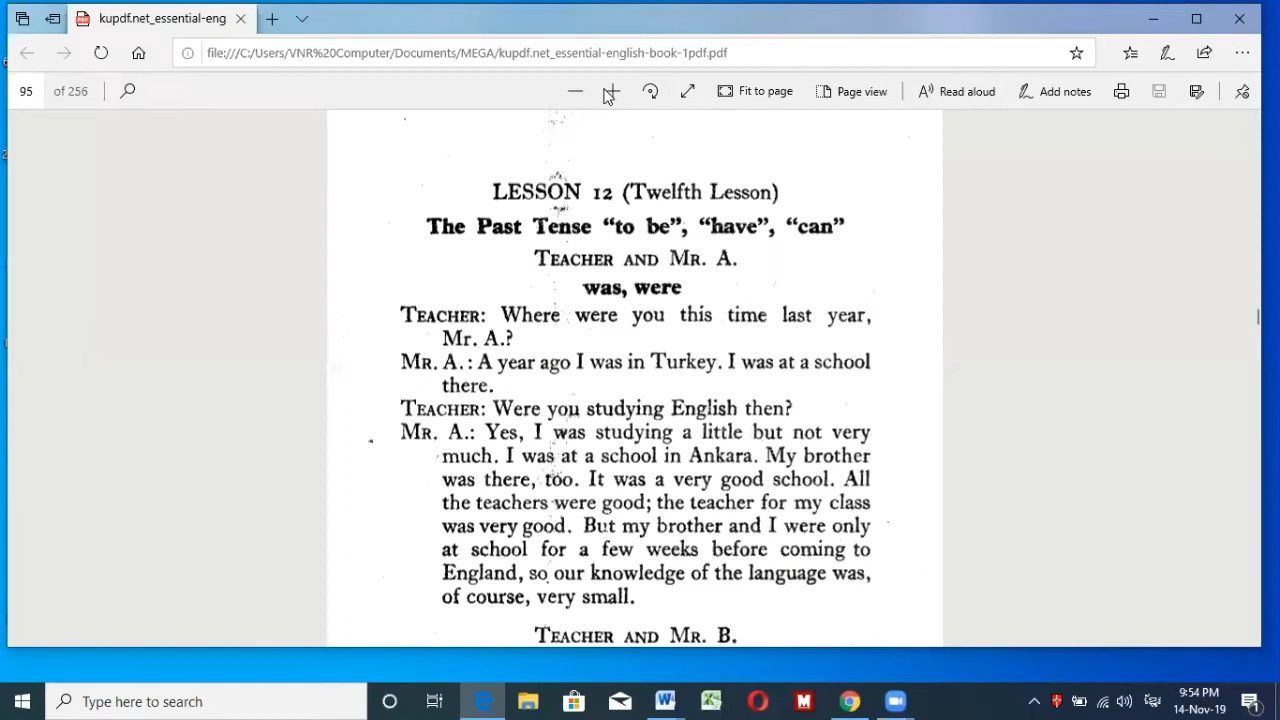 kupdf.net_essential-eng
file:///C:/Users/VNR%20Computer/Documents/MEGA/kupdf.net_essential-english-book-1pdf.pdf
95 of 256 Fit to page Page view Read aloud Add notes
LESSON 12 (Twelfth Lesson)
The Past Tense “to be”, “have”, “can”
TEACHER AND MR. A.
was, were
TEACHER: Where were you this time last year,
Mr. A.?
MR. A.: A year ago I was in Turkey. I was at a school
there.
TEACHER: Were you studying English then?
MR. A.: Yes, I was studying a little but not very
much. I was at a school in Ankara. My brother
was there, too. It was a very good school. All
the teachers were good; the teacher for my class
was very good. But my brother and I were only
at school for a few weeks before coming to
England, so our knowledge of the language was,
of course, very small.
TEACHER AND MR. B.
Type here to search
9:54 PM
14-Nov-19